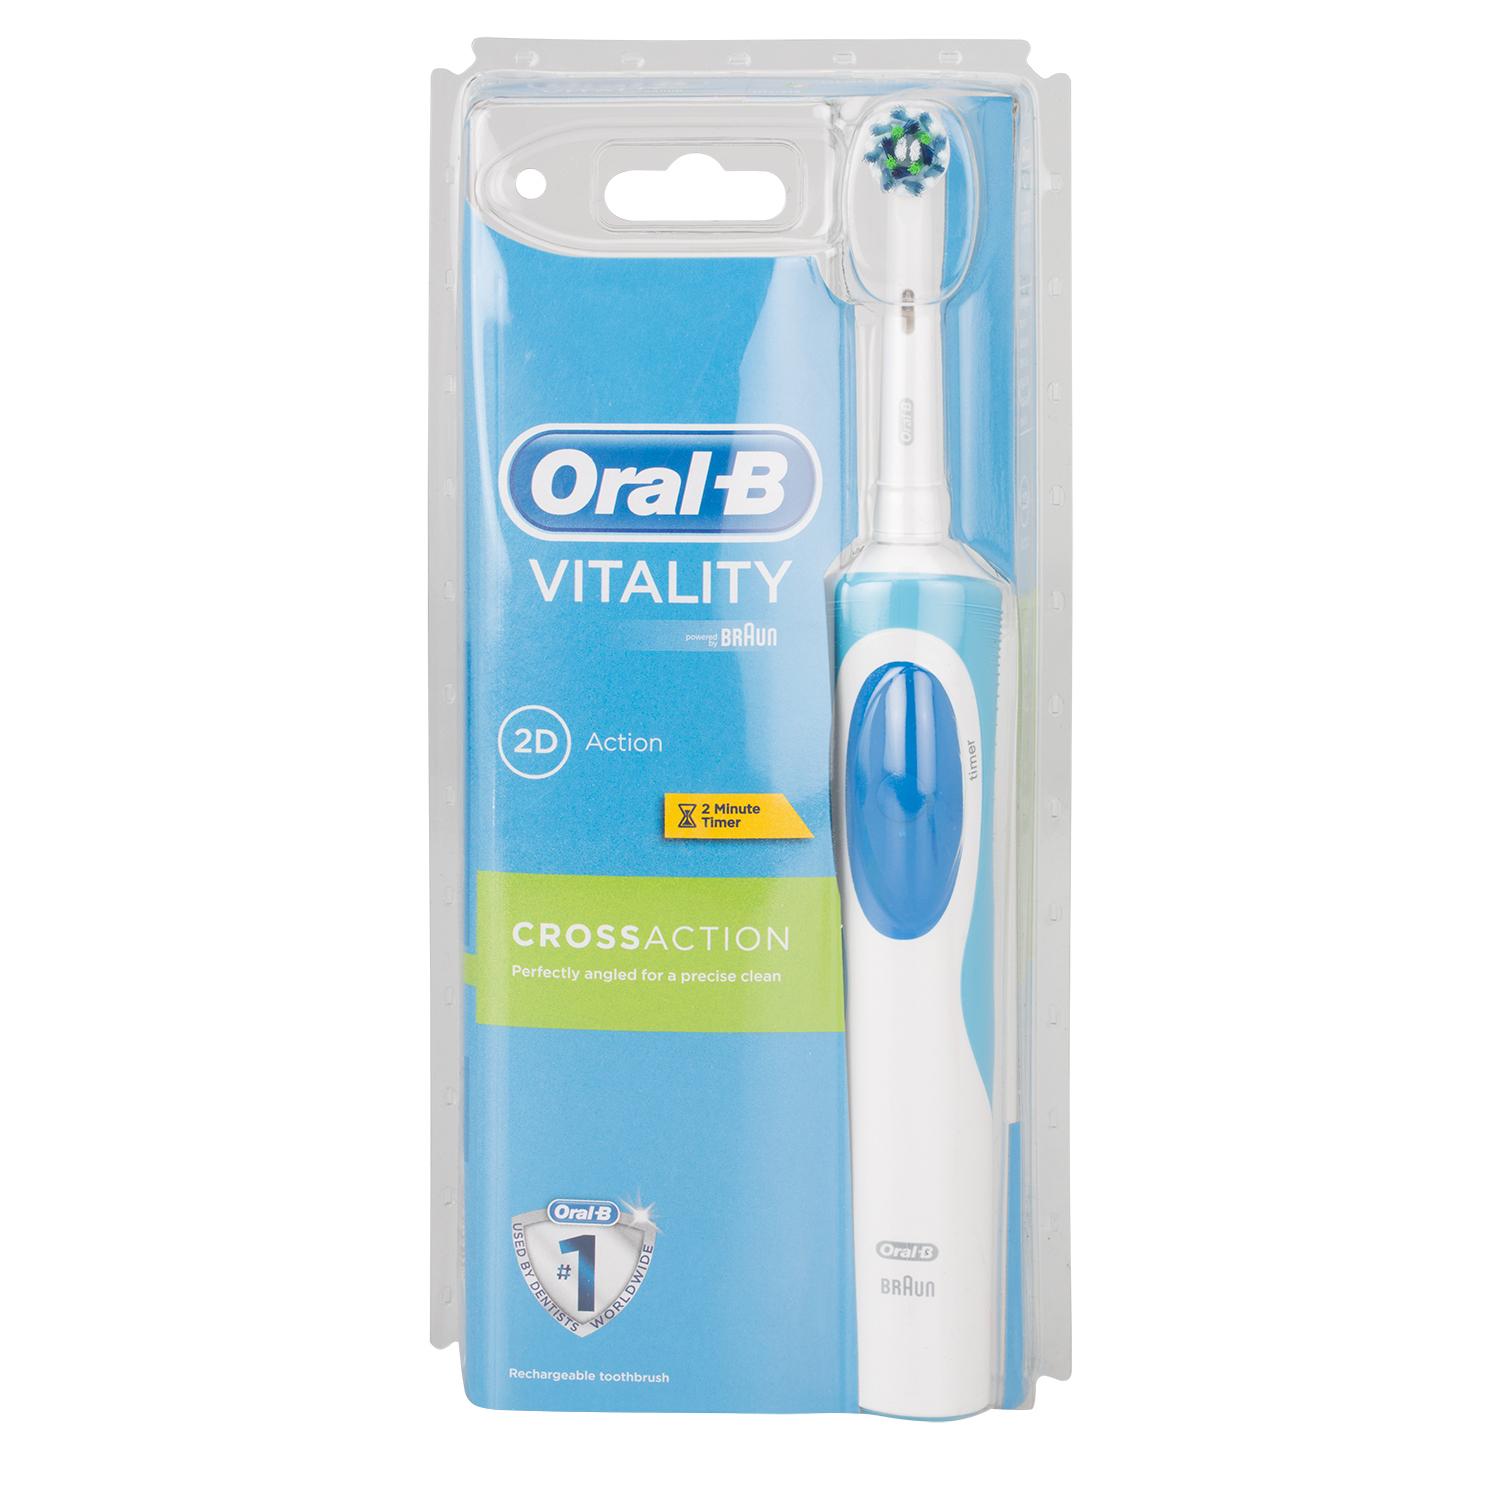 Oral-B
VITALITY
powered by BRAUN
2D Action
2 Minute
Timer
CROSSACTION
Perfectly angled for a precise clean
Oral-B
#1
USED BY DENTISTS WORLDWIDE
Rechargeable toothbrush
Oral-B
timer
Oral-B
BRAUN